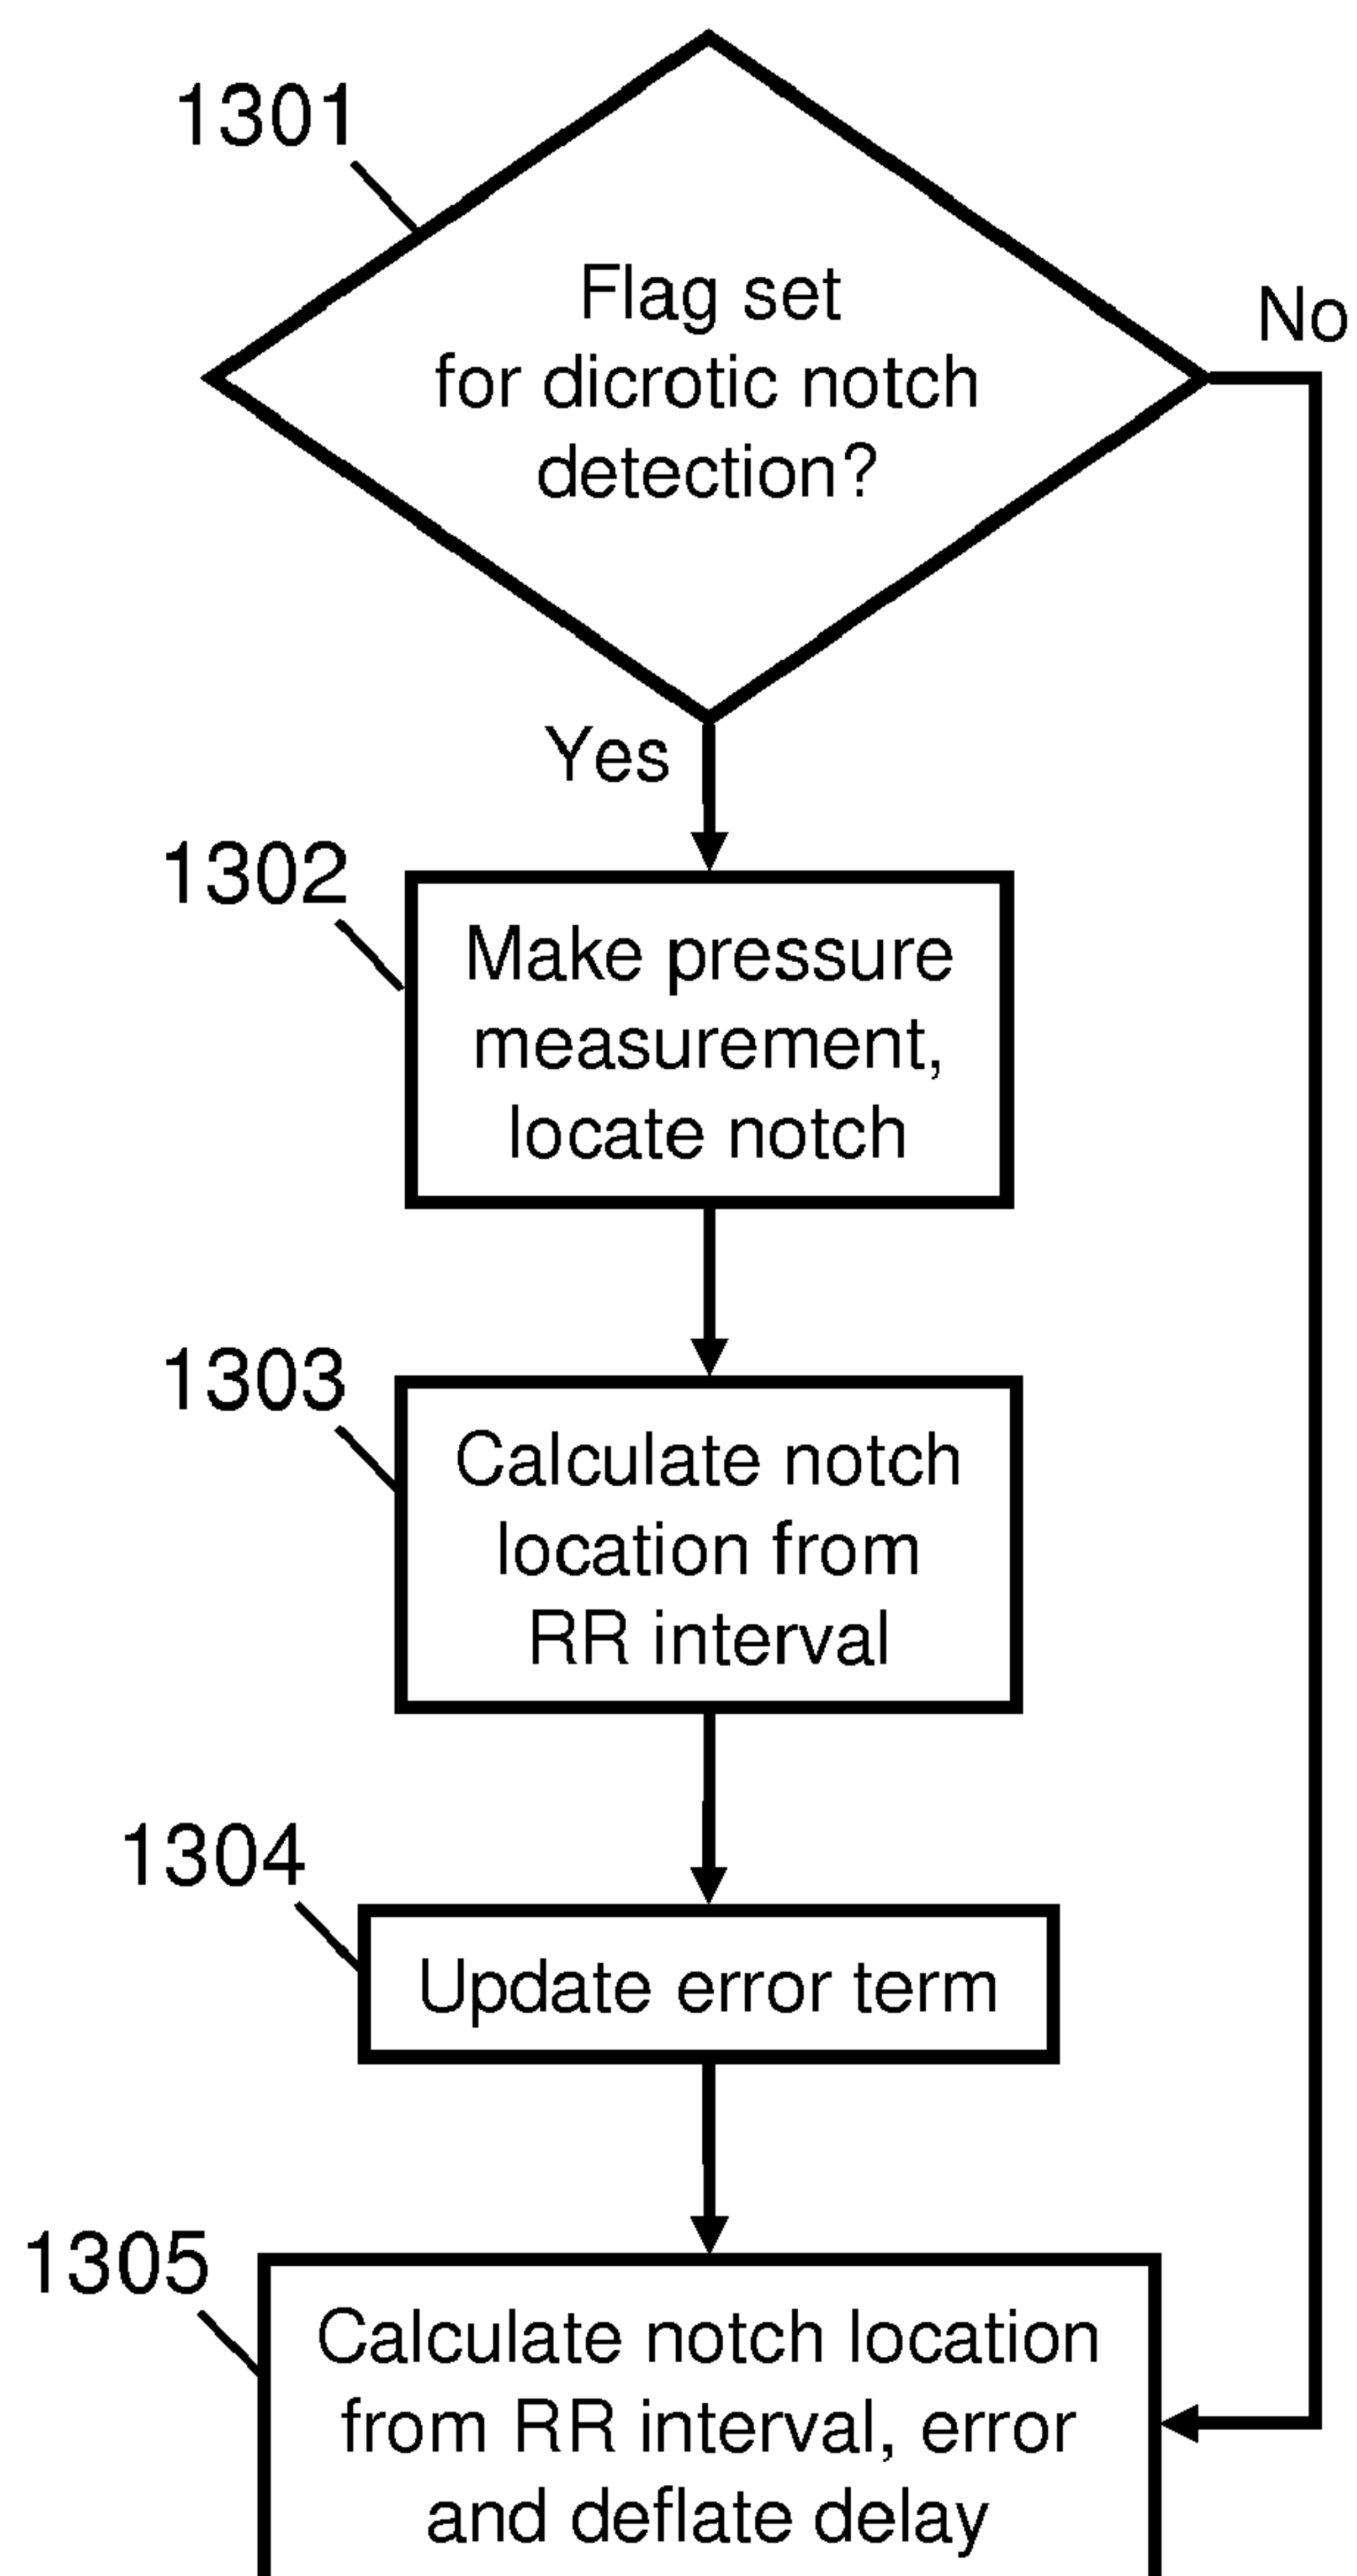 1301
Flag set
for dicrotic notch
detection?
No
Yes
1302
Make pressure
measurement,
locate notch
1303
Calculate notch
location from
RR interval
1304
Update error term
1305
Calculate notch location
from RR interval, error
and deflate delay